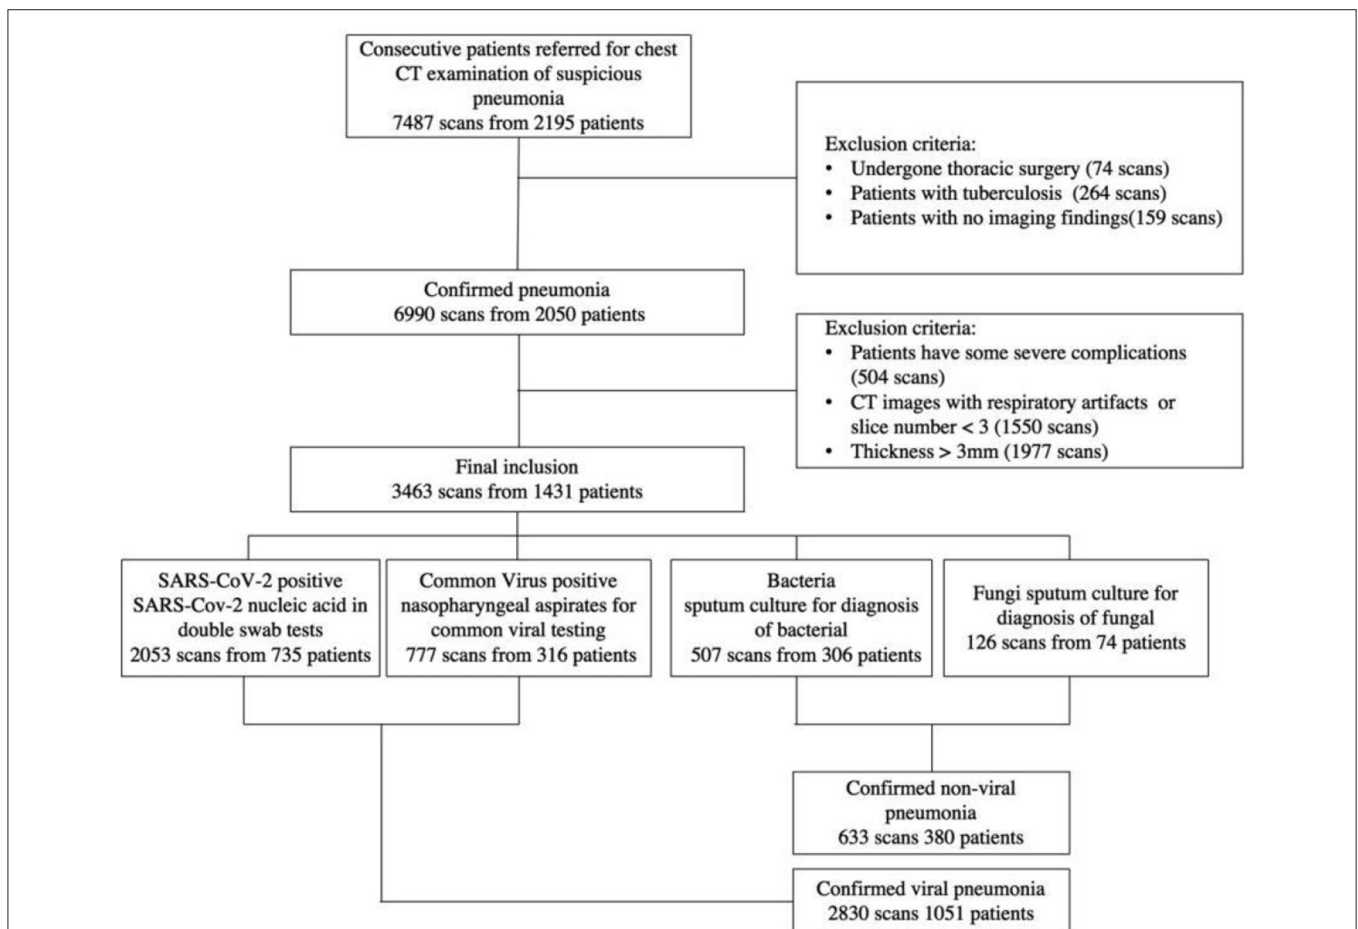 Consecutive patients referred for chest
CT examination of suspicious
pneumonia
7487 scans from 2195 patients
Exclusion criteria:
• Undergone thoracic surgery (74 scans)
• Patients with tuberculosis (264 scans)
• Patients with no imaging findings(159 scans)
Confirmed pneumonia
6990 scans from 2050 patients
Exclusion criteria:
• Patients have some severe complications
(504 scans)
• CT images with respiratory artifacts or
slice number < 3 (1550 scans)
• Thickness > 3mm (1977 scans)
Final inclusion
3463 scans from 1431 patients
SARS-CoV-2 positive
SARS-Cov-2 nucleic acid in
double swab tests
2053 scans from 735 patients
Common Virus positive
nasopharyngeal aspirates for
common viral testing
777 scans from 316 patients
Bacteria
sputum culture for diagnosis
of bacterial
507 scans from 306 patients
Fungi sputum culture for
diagnosis of fungal
126 scans from 74 patients
Confirmed non-viral
pneumonia
633 scans 380 patients
Confirmed viral pneumonia
2830 scans 1051 patients